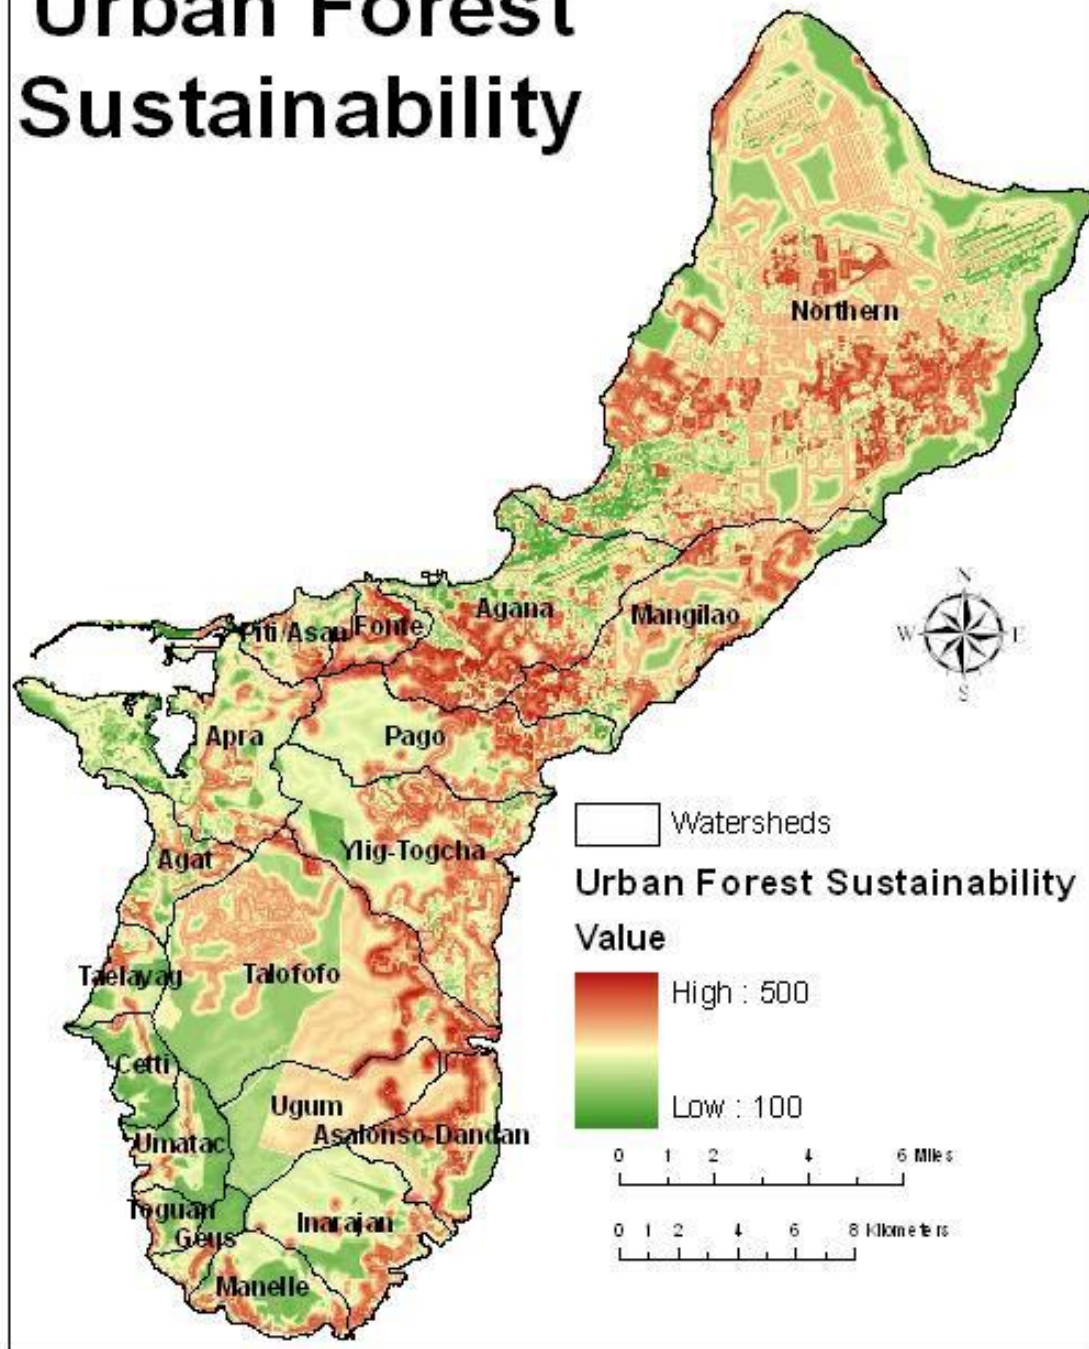 Urban Forest
Sustainability
Northern
Agana
Mangilao
Piti/Asan
Fonte
Apra
Pago
Ylig-Togcha
Agat
Taelayag
Talofofo
Cetti
Ugum
Asalonso-Dandan
Umatac
Toguan
Geus
Inarajan
Manelle
N
W
E
S
Watersheds
Urban Forest Sustainability
Value
High : 500
Low : 100
0 1 2 4 6 Miles
0 1 2 4 6 8 Kilometers